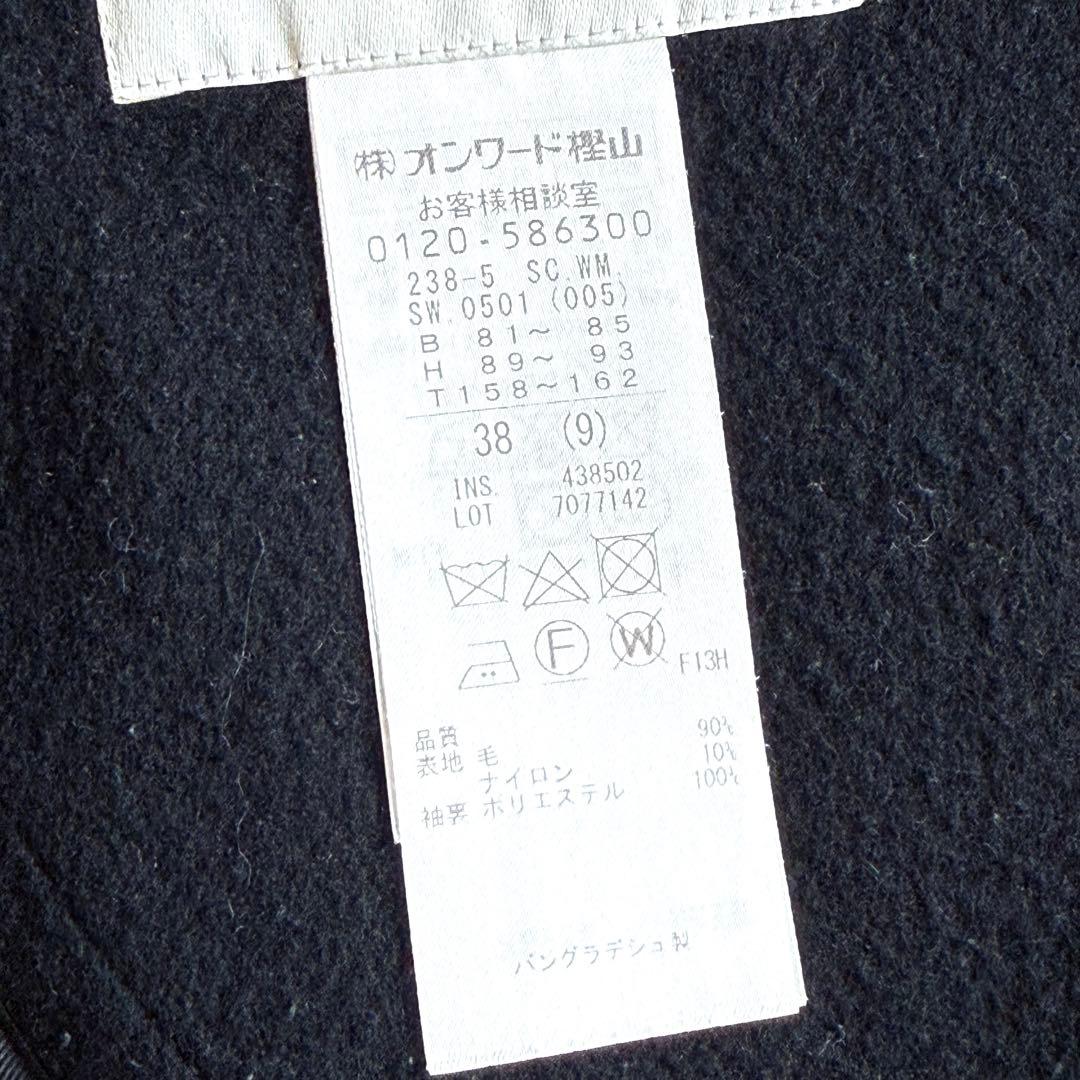 (株)オンワード樫山
お客様相談室
0120-586300
238-5 SC.WM.
SW.0501 (005)
B 81~ 85
H 89~ 93
T158~162
38 (9)
INS. 438502
LOT 7077142
F W F13H
品質
表地 毛 90%
ナイロン 10%
袖裏 ポリエステル 100%
バングラデシュ製